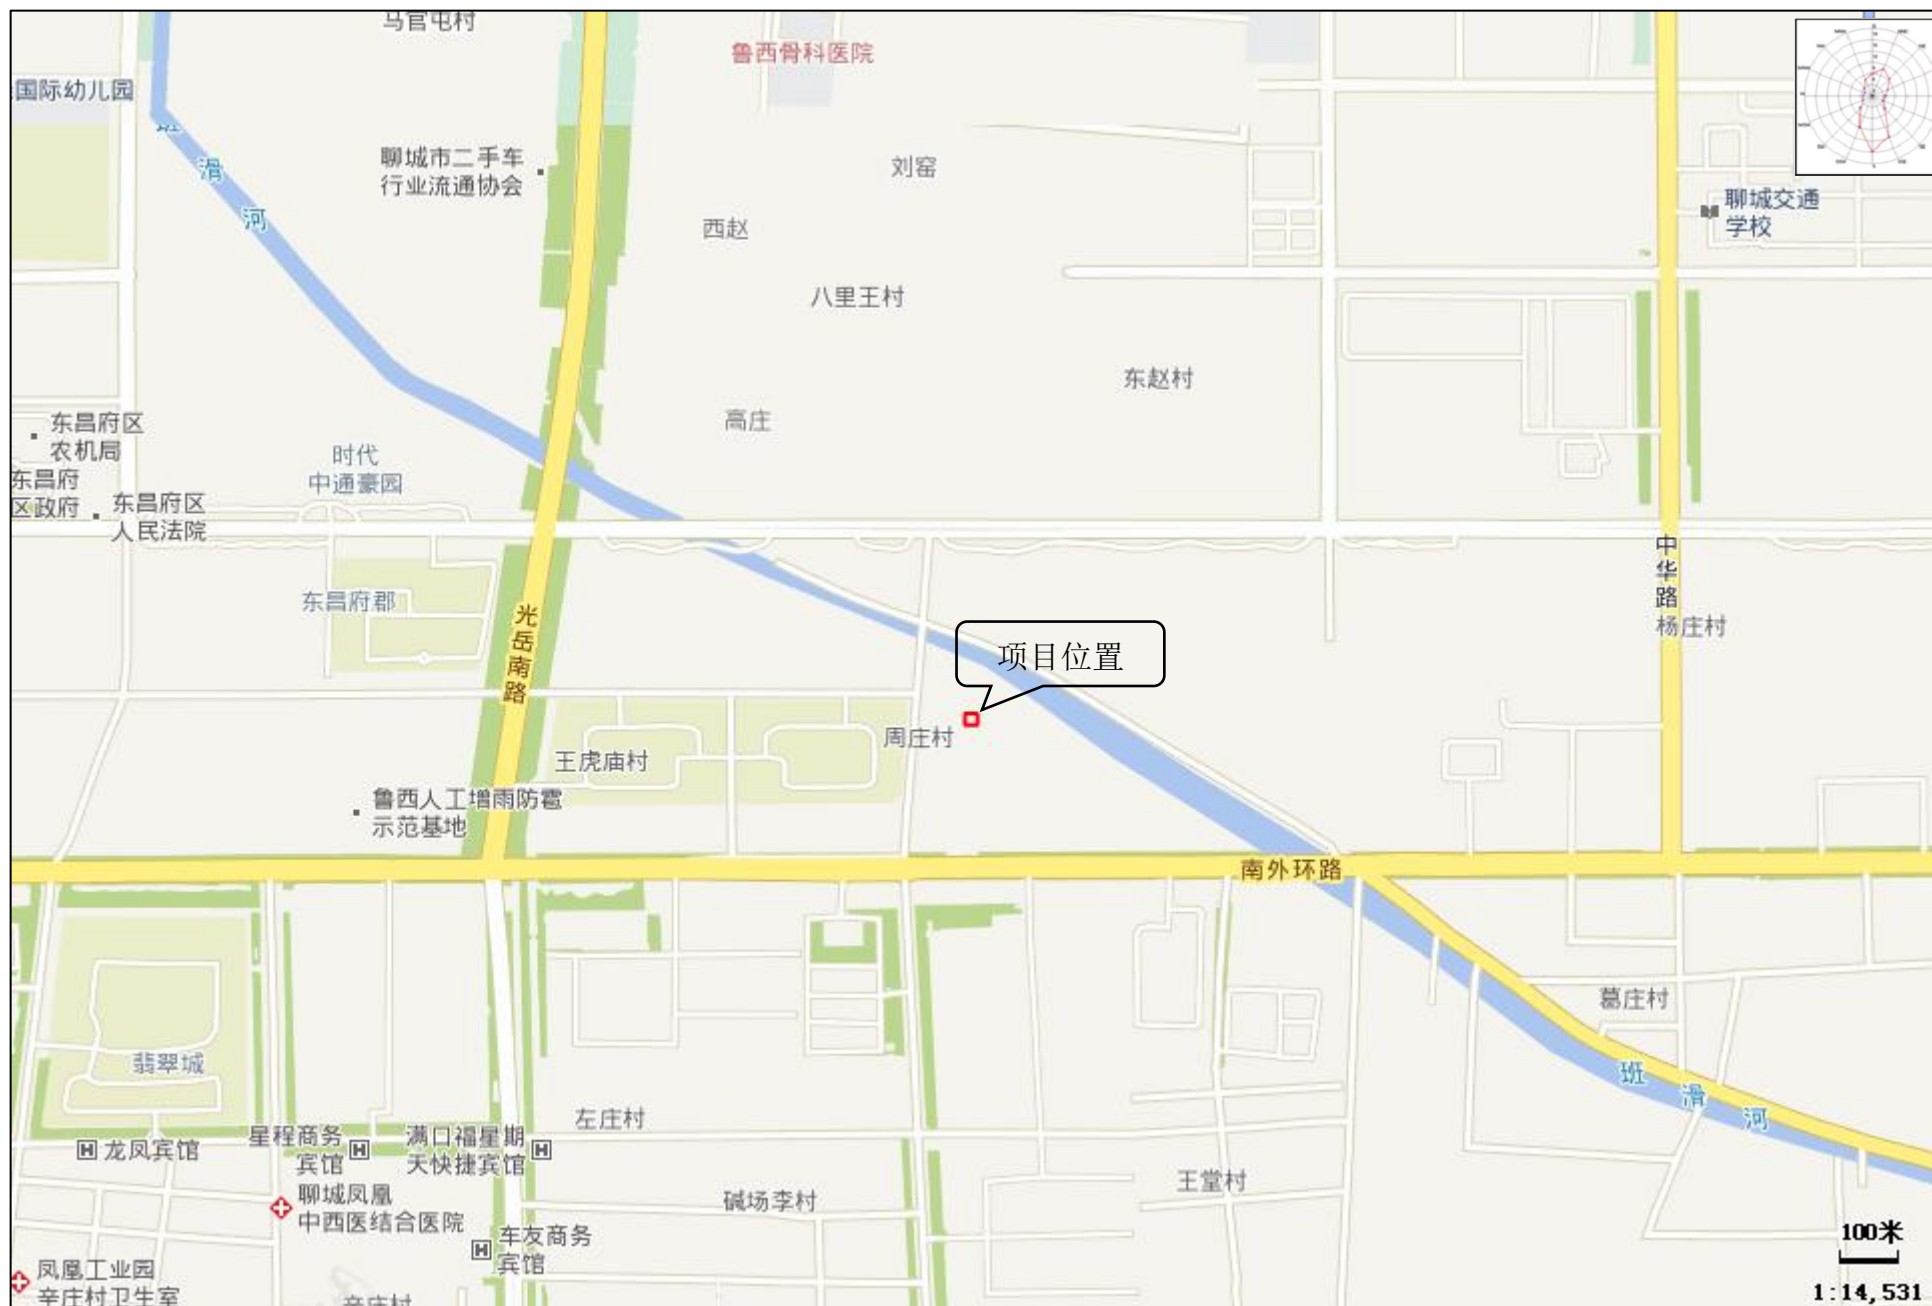 马官屯村
鲁西骨科医院
国际幼儿园
班
滑
河
聊城市二手车
行业流通协会
刘窑
西赵
八里王村
聊城交通
学校
东赵村
高庄
东昌府区
农机局
时代
中通豪园
东昌府
区政府
东昌府区
人民法院
东昌府郡
光
岳
南
路
中
华
路
杨庄村
项目位置
周庄村
王虎庙村
鲁西人工增雨防雹
示范基地
南外环路
葛庄村
翡翠城
班
滑
河
左庄村
龙凤宾馆
星程商务
宾馆
满口福星期
天快捷宾馆
王堂村
聊城凤凰
中西医结合医院
碱场李村
车友商务
宾馆
凤凰工业园
辛庄村卫生室
辛庄村
100米
1:14,531